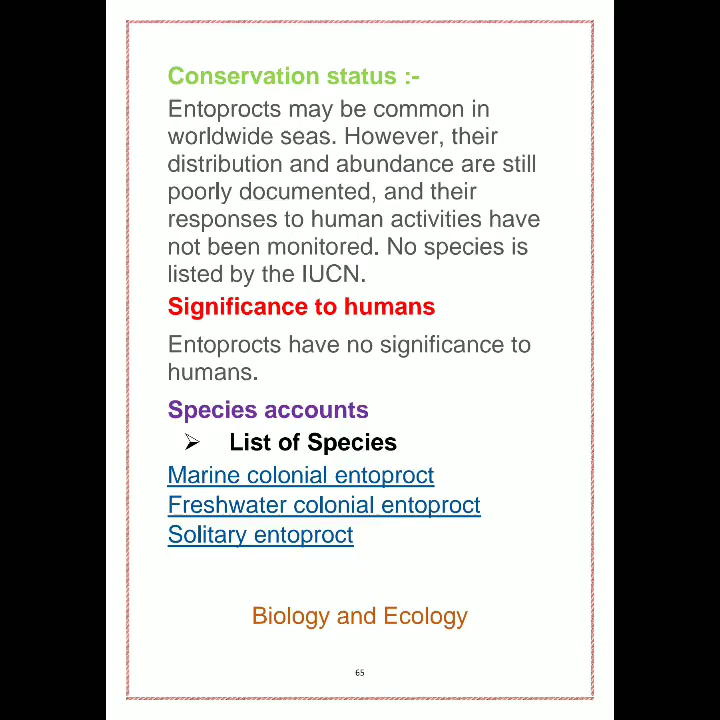 Conservation status :-
Entoprocts may be common in
worldwide seas. However, their
distribution and abundance are still
poorly documented, and their
responses to human activities have
not been monitored. No species is
listed by the IUCN.
Significance to humans
Entoprocts have no significance to
humans.
Species accounts
➢ List of Species
Marine colonial entoproct
Freshwater colonial entoproct
Solitary entoproct
Biology and Ecology
65